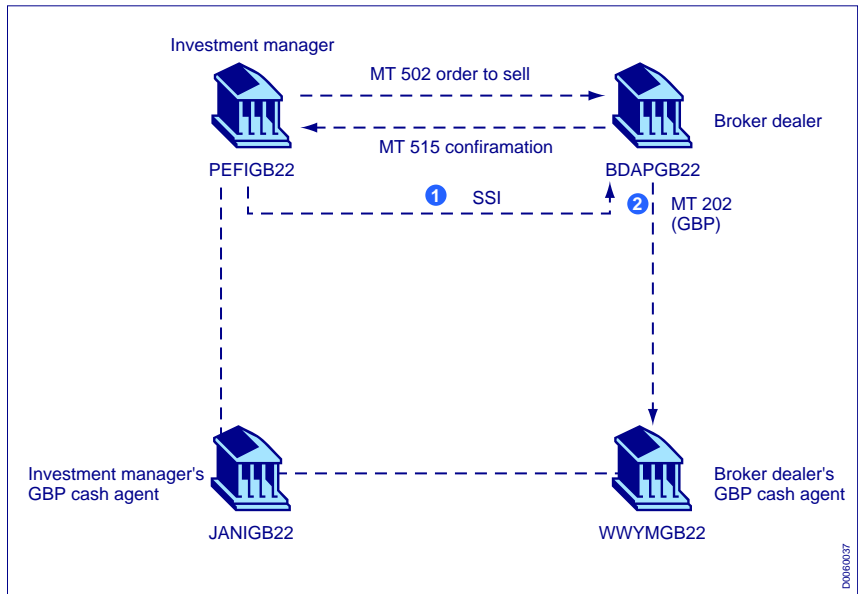 Investment manager
MT 502 order to sell
Broker dealer
MT 515 confiramation
PEFIGB22
BDAPGB22
1 SSI
2 MT 202
(GBP)
Investment manager's
GBP cash agent
Broker dealer's
GBP cash agent
JANIGB22
WWYMGB22
D0060037